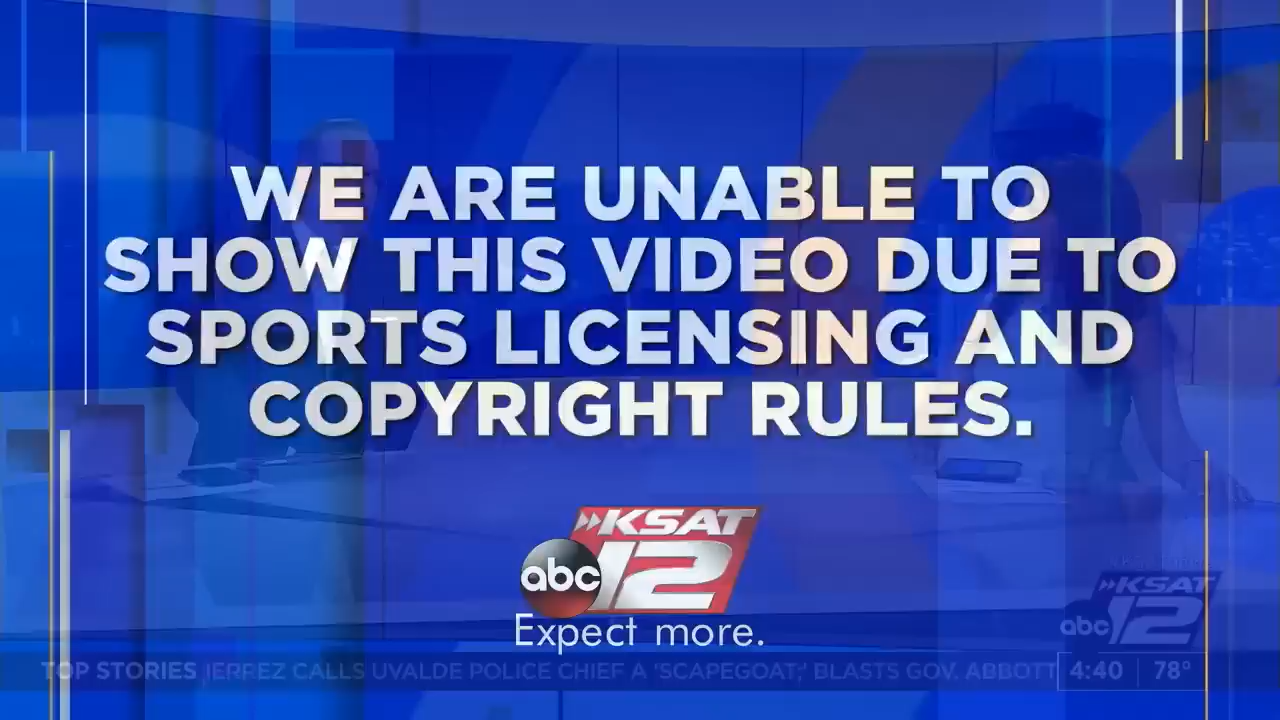 WE ARE UNABLE TO
SHOW THIS VIDEO DUE TO
SPORTS LICENSING AND
COPYRIGHT RULES.
KSAT
abc 12
Expect more.
KSAT
abc 12
TOP STORIES IERREZ CALLS UVALDE POLICE CHIEF A 'SCAPEGOAT;' BLASTS GOV. ABBOTT 4:40 78°